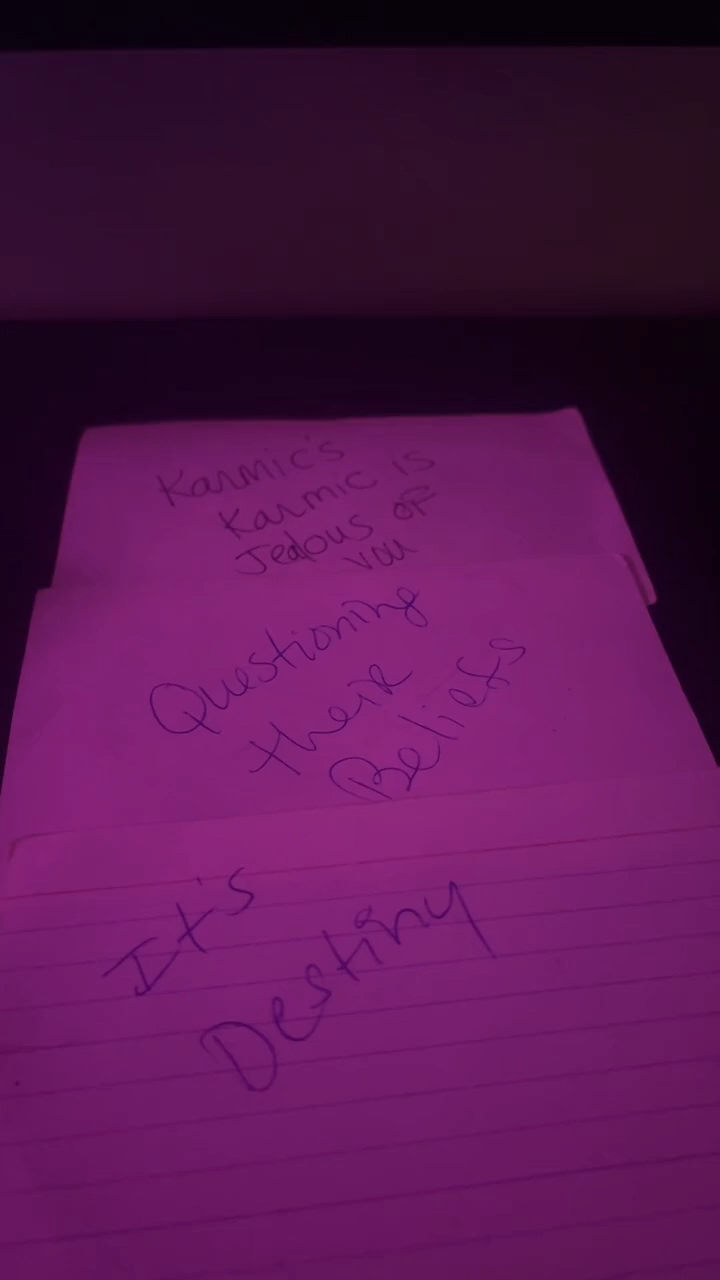 Karmic's
Karmic is
Jealous of
you
Questioning
their
Beliefs
It's
Destiny